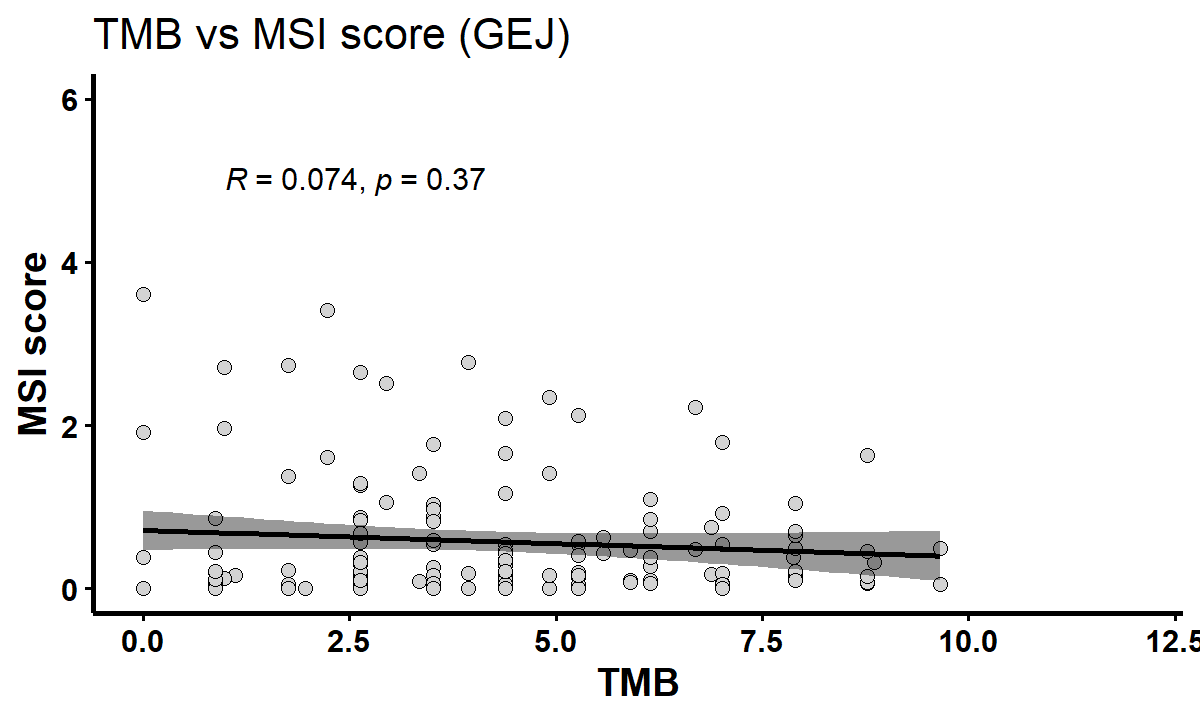 TMB vs MSI score (GEJ)
6
R = 0.074, p = 0.37
4
MSI score
2
0
0.0 2.5 5.0 7.5 10.0 12.5
TMB